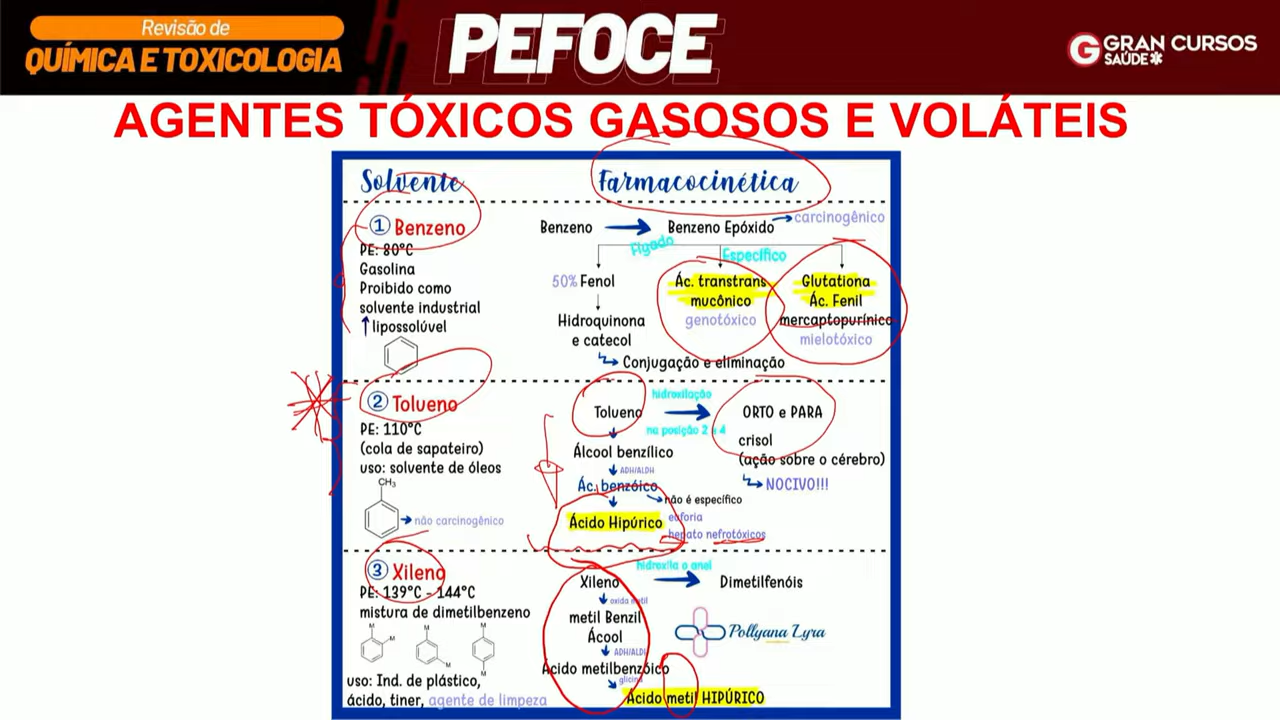 Revisão de
QUÍMICA E TOXICOLOGIA
PEFOCE
GRAN CURSOS
SAÚDE
AGENTES TÓXICOS GASOSOS E VOLÁTEIS
Solvente
Farmacocinética
1 Benzeno
PE: 80°C
Gasolina
Proibido como
solvente industrial
lipossolúvel
Benzeno
Benzeno Epóxido
carcinogênico
Fígado
Específico
50% Fenol
Ác. transtrans
mucônico
genotóxico
Glutationa
Ác. Fenil
mercaptopurínico
mielotóxico
Hidroquinona
e catecol
Conjugação e eliminação
2 Tolueno
PE: 110°C
(cola de sapateiro)
uso: solvente de óleos
CH₃
não carcinogênico
Tolueno
hidroxilação
na posição 2 e 4
ORTO e PARA
crisol
(ação sobre o cérebro)
NOCIVO!!!
Álcool benzílico
ADH/ALDH
Ác. benzóico
não é específico
Ácido Hipúrico
euforia
hepato nefrotóxicos
3 Xileno
PE: 139°C - 144°C
mistura de dimetilbenzeno
M
M
M
M
M
M
uso: Ind. de plástico,
ácido, tiner, agente de limpeza
Xileno
hidroxila o anel
Dimetilfenóis
oxida metil
metil Benzil
Ácool
ADH/ALDH
Ácido metilbenzóico
glicina
Ácido metil HIPÚRICO
Pollyana Lyra